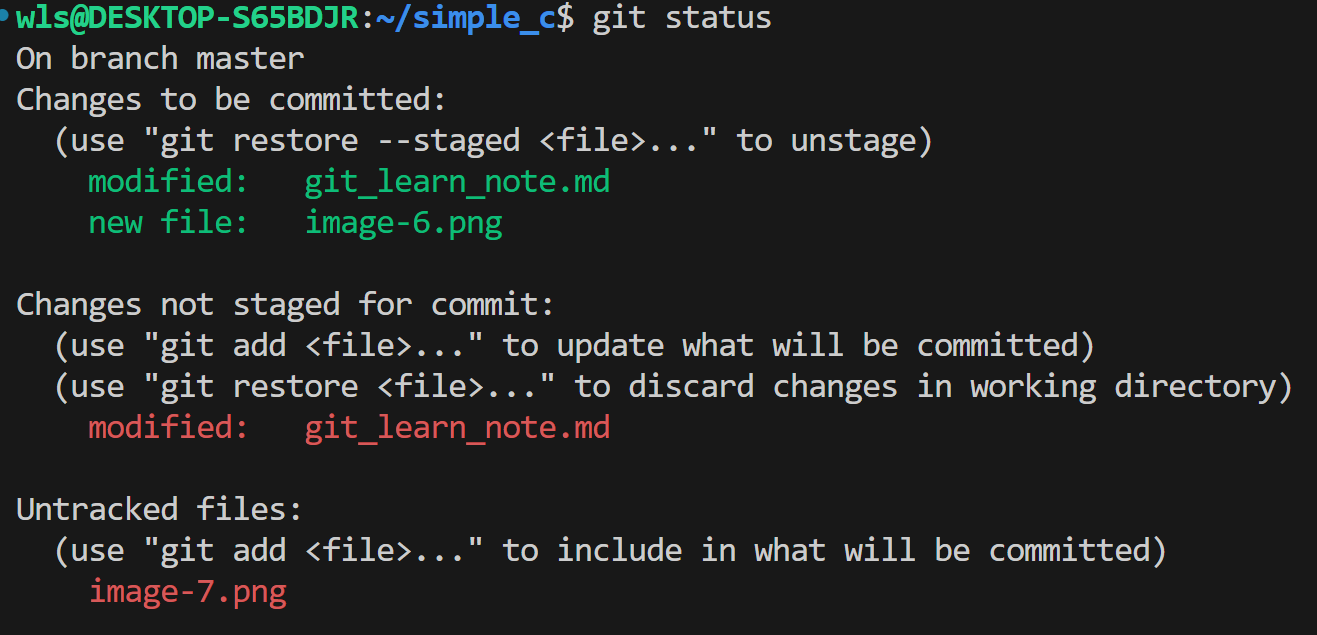 wls@DESKTOP-S65BDJR:~/simple_c$ git status
On branch master
Changes to be committed:
  (use "git restore --staged <file>..." to unstage)
    modified:   git_learn_note.md
    new file:   image-6.png

Changes not staged for commit:
  (use "git add <file>..." to update what will be committed)
  (use "git restore <file>..." to discard changes in working directory)
    modified:   git_learn_note.md

Untracked files:
  (use "git add <file>..." to include in what will be committed)
    image-7.png